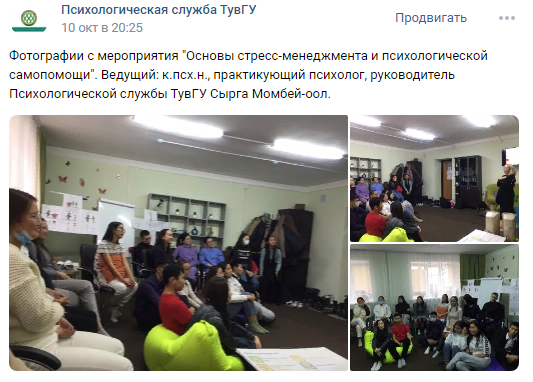 Психологическая служба ТувГУ
10 окт в 20:25
Продвигать
Фотографии с мероприятия "Основы стресс-менеджмента и психологической
самопомощи". Ведущий: к.псх.н., практикующий психолог, руководитель
Психологической службы ТувГУ Сырга Момбей-оол.